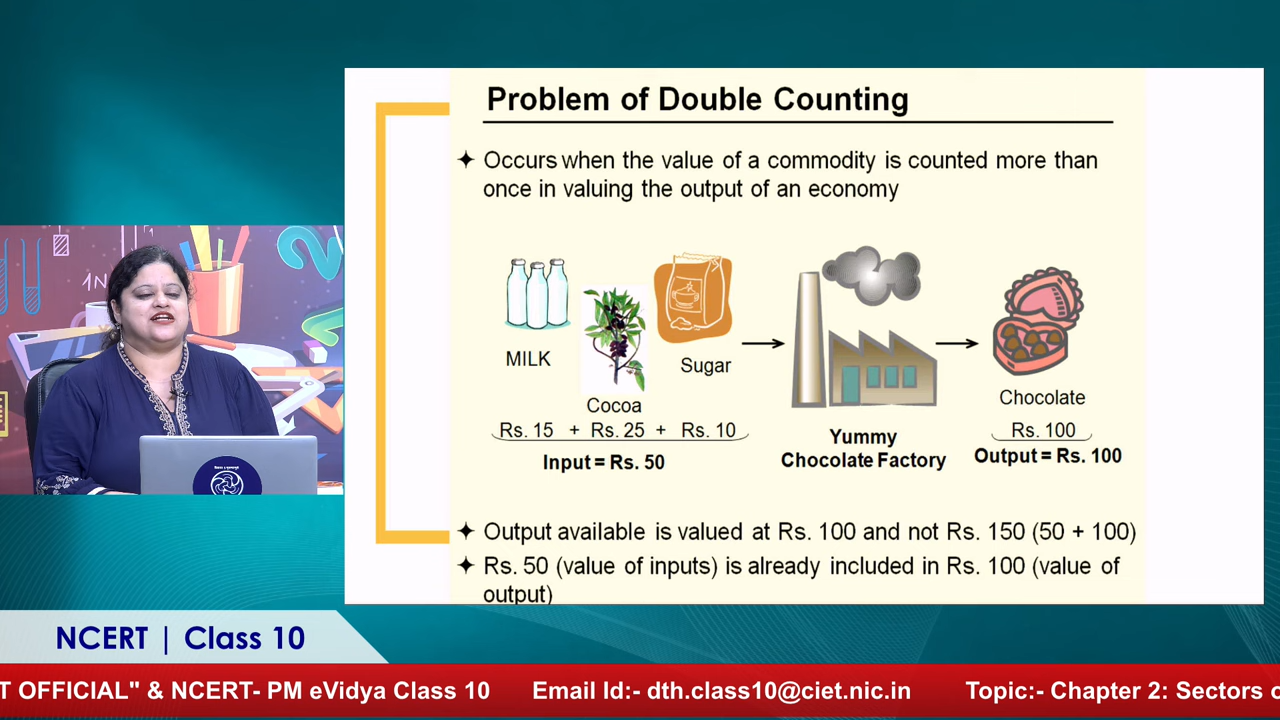 Problem of Double Counting
✦ Occurs when the value of a commodity is counted more than
once in valuing the output of an economy
MILK
Cocoa
Sugar
Rs. 15 + Rs. 25 + Rs. 10
Input = Rs. 50
Yummy
Chocolate Factory
Chocolate
Rs. 100
Output = Rs. 100
✦ Output available is valued at Rs. 100 and not Rs. 150 (50 + 100)
✦ Rs. 50 (value of inputs) is already included in Rs. 100 (value of
output)
NCERT | Class 10
T OFFICIAL" & NCERT- PM eVidya Class 10 Email Id:- dth.class10@ciet.nic.in Topic:- Chapter 2: Sectors o